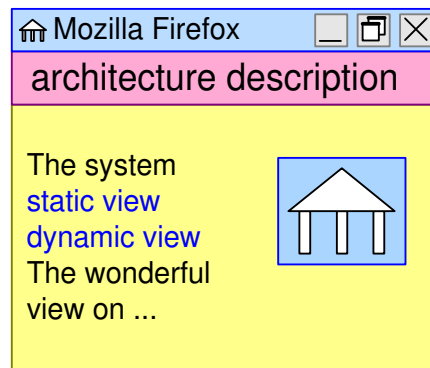 Mozilla Firefox
architecture description
The system
static view
dynamic view
The wonderful
view on ...